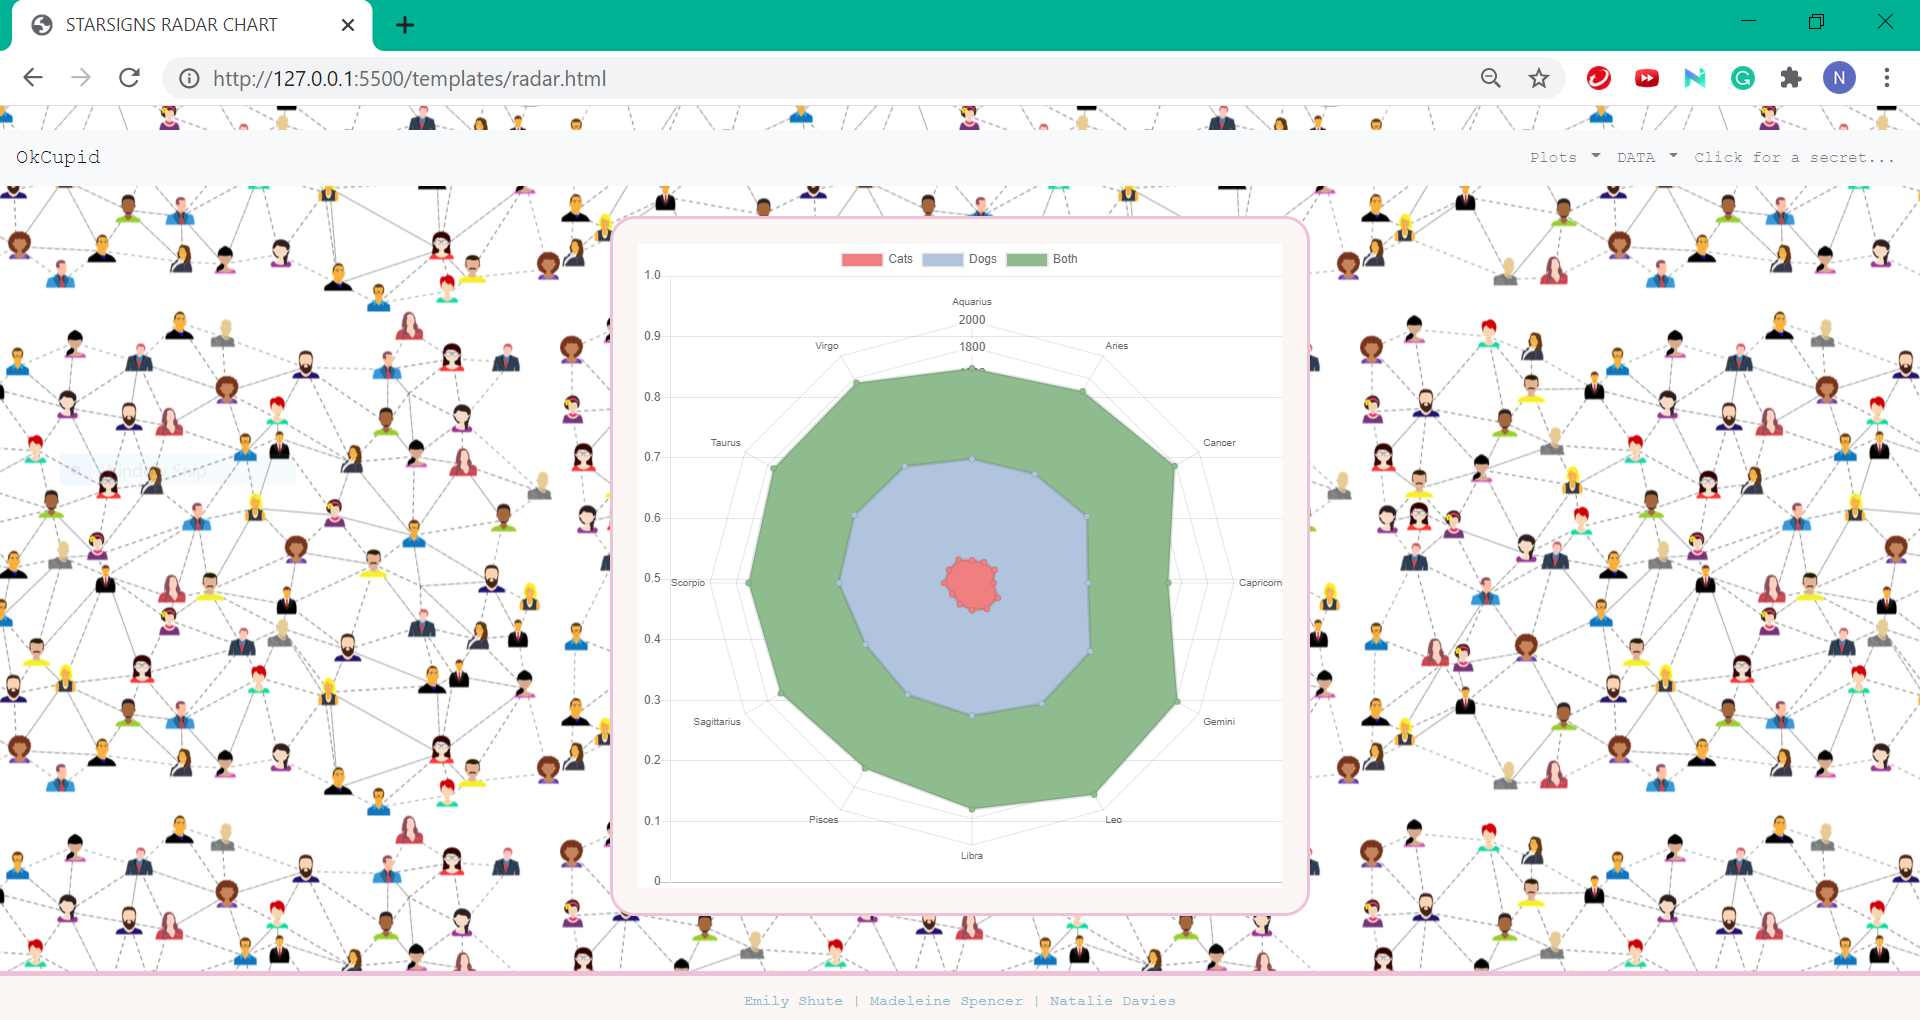 STARSIGNS RADAR CHART
http://127.0.0.1:5500/templates/radar.html
N
OkCupid
Plots DATA Click for a secret...
Cats Dogs Both
1.0
0.9
0.8
0.7
0.6
0.5
0.4
0.3
0.2
0.1
0
Aquarius
2000
1800
Virgo
Aries
Taurus
Cancer
Scorpio
Capricorn
Sagittarius
Gemini
Pisces
Leo
Libra
Emily Shute | Madeleine Spencer | Natalie Davies